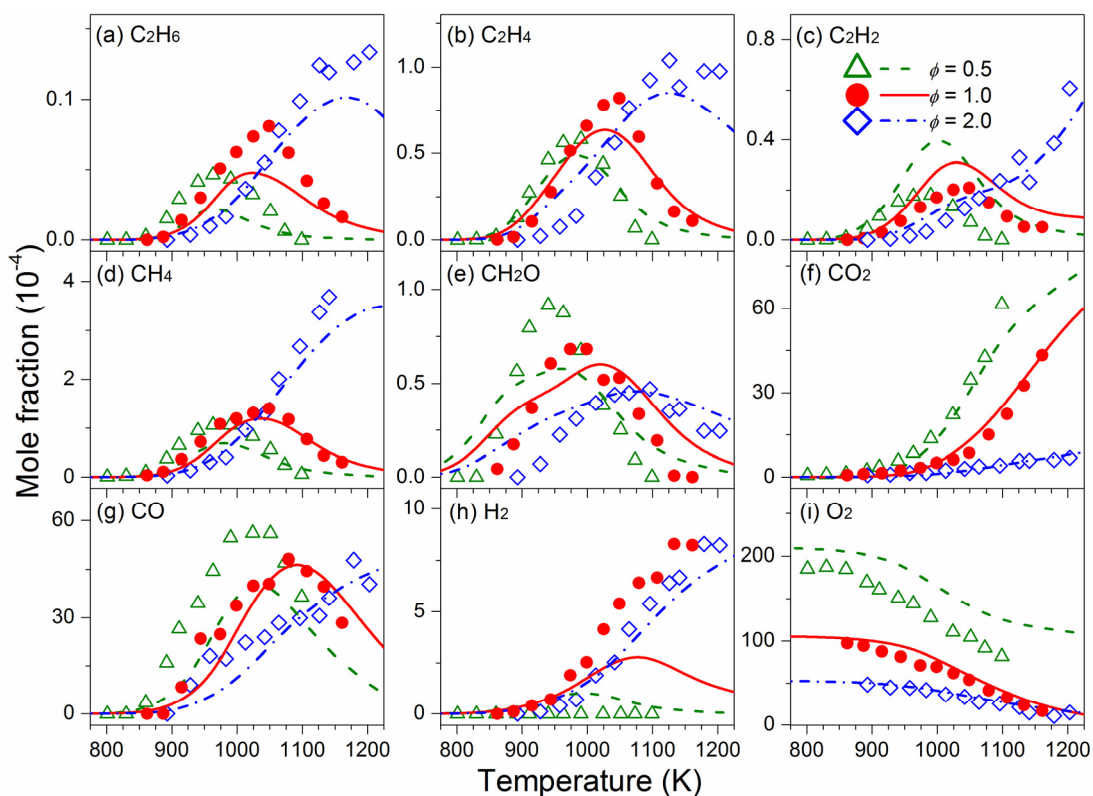 (a) C2H6
(b) C2H4
(c) C2H2
ϕ = 0.5
ϕ = 1.0
ϕ = 2.0
0.1
0.0
1.0
0.5
0.0
0.8
0.4
0.0
(d) CH4
(e) CH2O
(f) CO2
4
2
0
1.0
0.5
0.0
60
30
0
(g) CO
(h) H2
(i) O2
60
30
0
10
5
0
200
100
0
800 900 1000 1100 1200
800 900 1000 1100 1200
800 900 1000 1100 1200
Mole fraction (10-4)
Temperature (K)